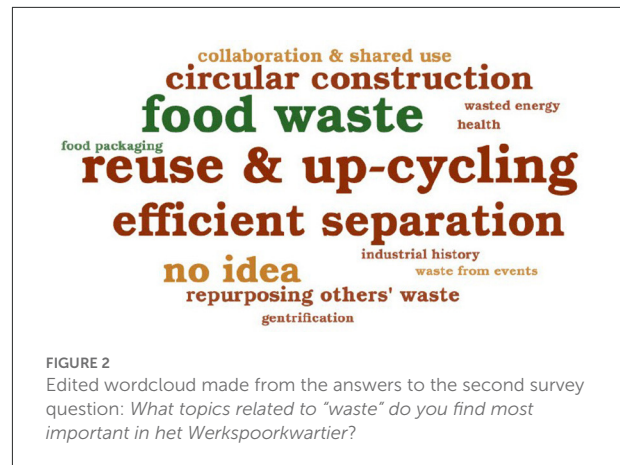 collaboration & shared use
circular construction
food waste
wasted energy
health
food packaging
reuse & up-cycling
efficient separation
industrial history
no idea
waste from events
repurposing others' waste
gentrification
FIGURE 2
Edited wordcloud made from the answers to the second survey
question: What topics related to "waste" do you find most
important in het Werkspoorkwartier?